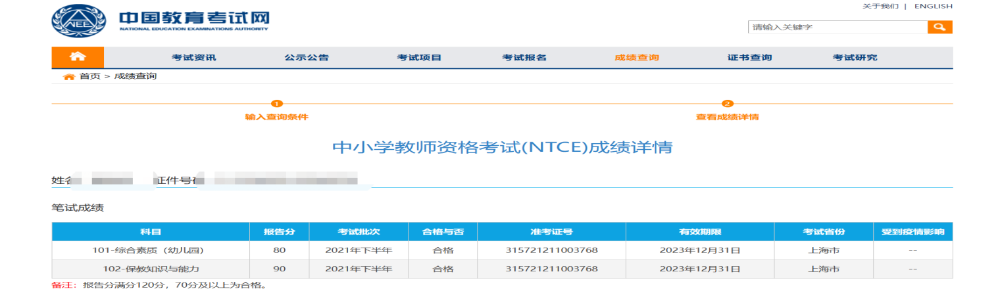 关于我们 | ENGLISH
NEEA
中国教育考试网
NATIONAL EDUCATION EXAMINATIONS AUTHORITY
请输入关键字
考试资讯 公示公告 考试项目 考试报名 成绩查询 证书查询 考试研究
首页 > 成绩查询
1 2
输入查询条件 查看成绩详情
中小学教师资格考试(NTCE)成绩详情
姓名 证件号
笔试成绩
科目 报告分 考试批次 合格与否 准考证号 有效期限 考试省份 受到疫情影响
101-综合素质（幼儿园） 80 2021年下半年 合格 315721211003768 2023年12月31日 上海市 --
102-保教知识与能力 90 2021年下半年 合格 315721211003768 2023年12月31日 上海市 --
备注：报告分满分120分，70分及以上为合格。